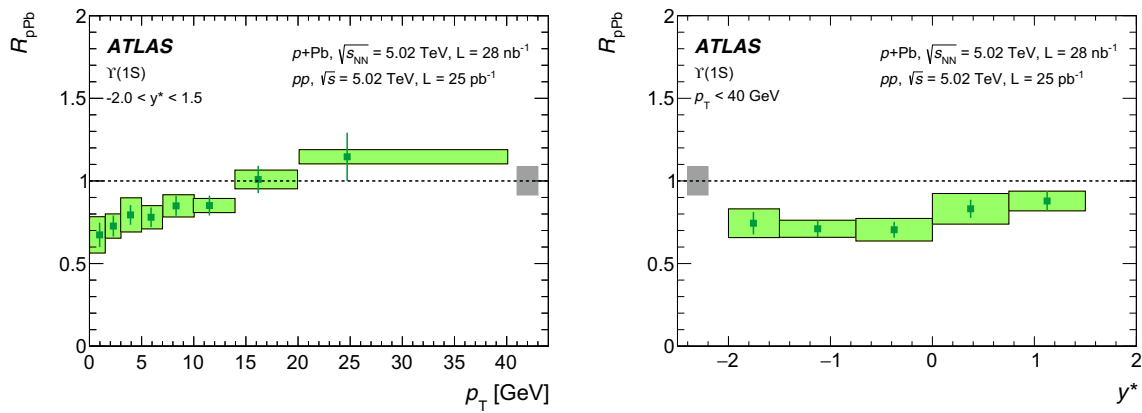 R_pPb
2
1.5
1
0.5
0
ATLAS
ϒ(1S)
-2.0 < y* < 1.5
p+Pb, √s_NN = 5.02 TeV, L = 28 nb⁻¹
pp, √s = 5.02 TeV, L = 25 pb⁻¹
0 5 10 15 20 25 30 35 40
p_T [GeV]
R_pPb
2
1.5
1
0.5
0
ATLAS
ϒ(1S)
p_T < 40 GeV
p+Pb, √s_NN = 5.02 TeV, L = 28 nb⁻¹
pp, √s = 5.02 TeV, L = 25 pb⁻¹
−2 −1 0 1 2
y*